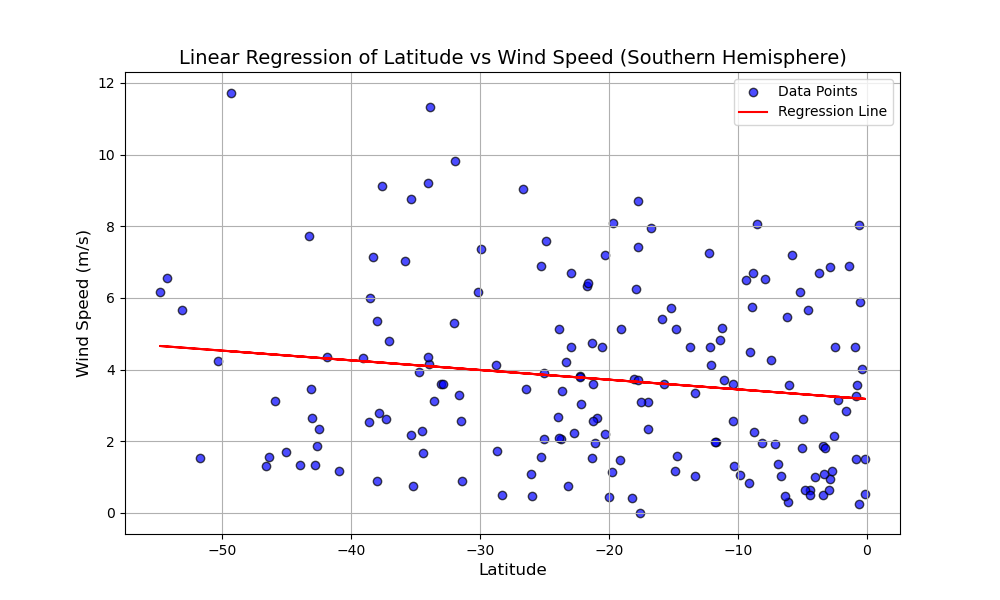 Linear Regression of Latitude vs Wind Speed (Southern Hemisphere)
Data Points
Regression Line
Wind Speed (m/s)
12
10
8
6
4
2
0
−50
−40
−30
−20
−10
0
Latitude